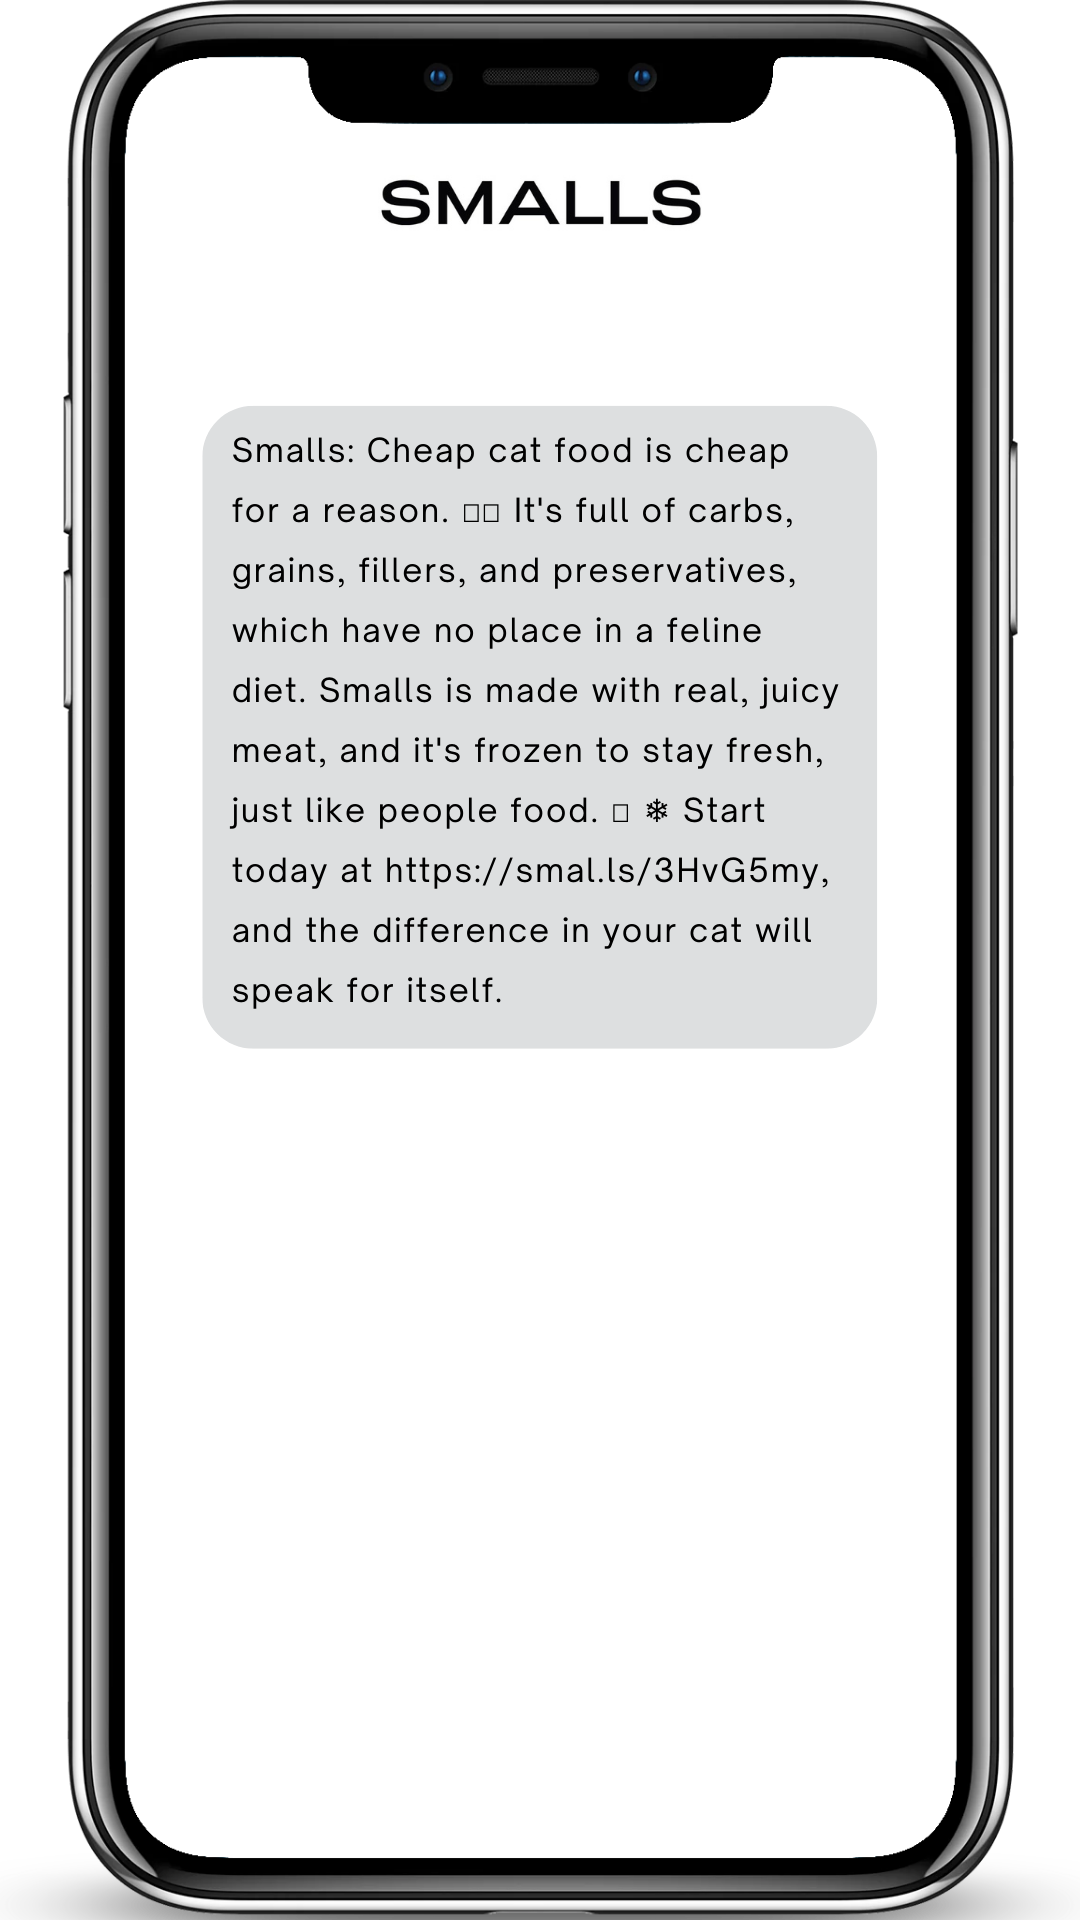 SMALLS
Smalls: Cheap cat food is cheap
for a reason. □□ It's full of carbs,
grains, fillers, and preservatives,
which have no place in a feline
diet. Smalls is made with real, juicy
meat, and it's frozen to stay fresh,
just like people food. □ ❄ Start
today at https://smal.ls/3HvG5my,
and the difference in your cat will
speak for itself.